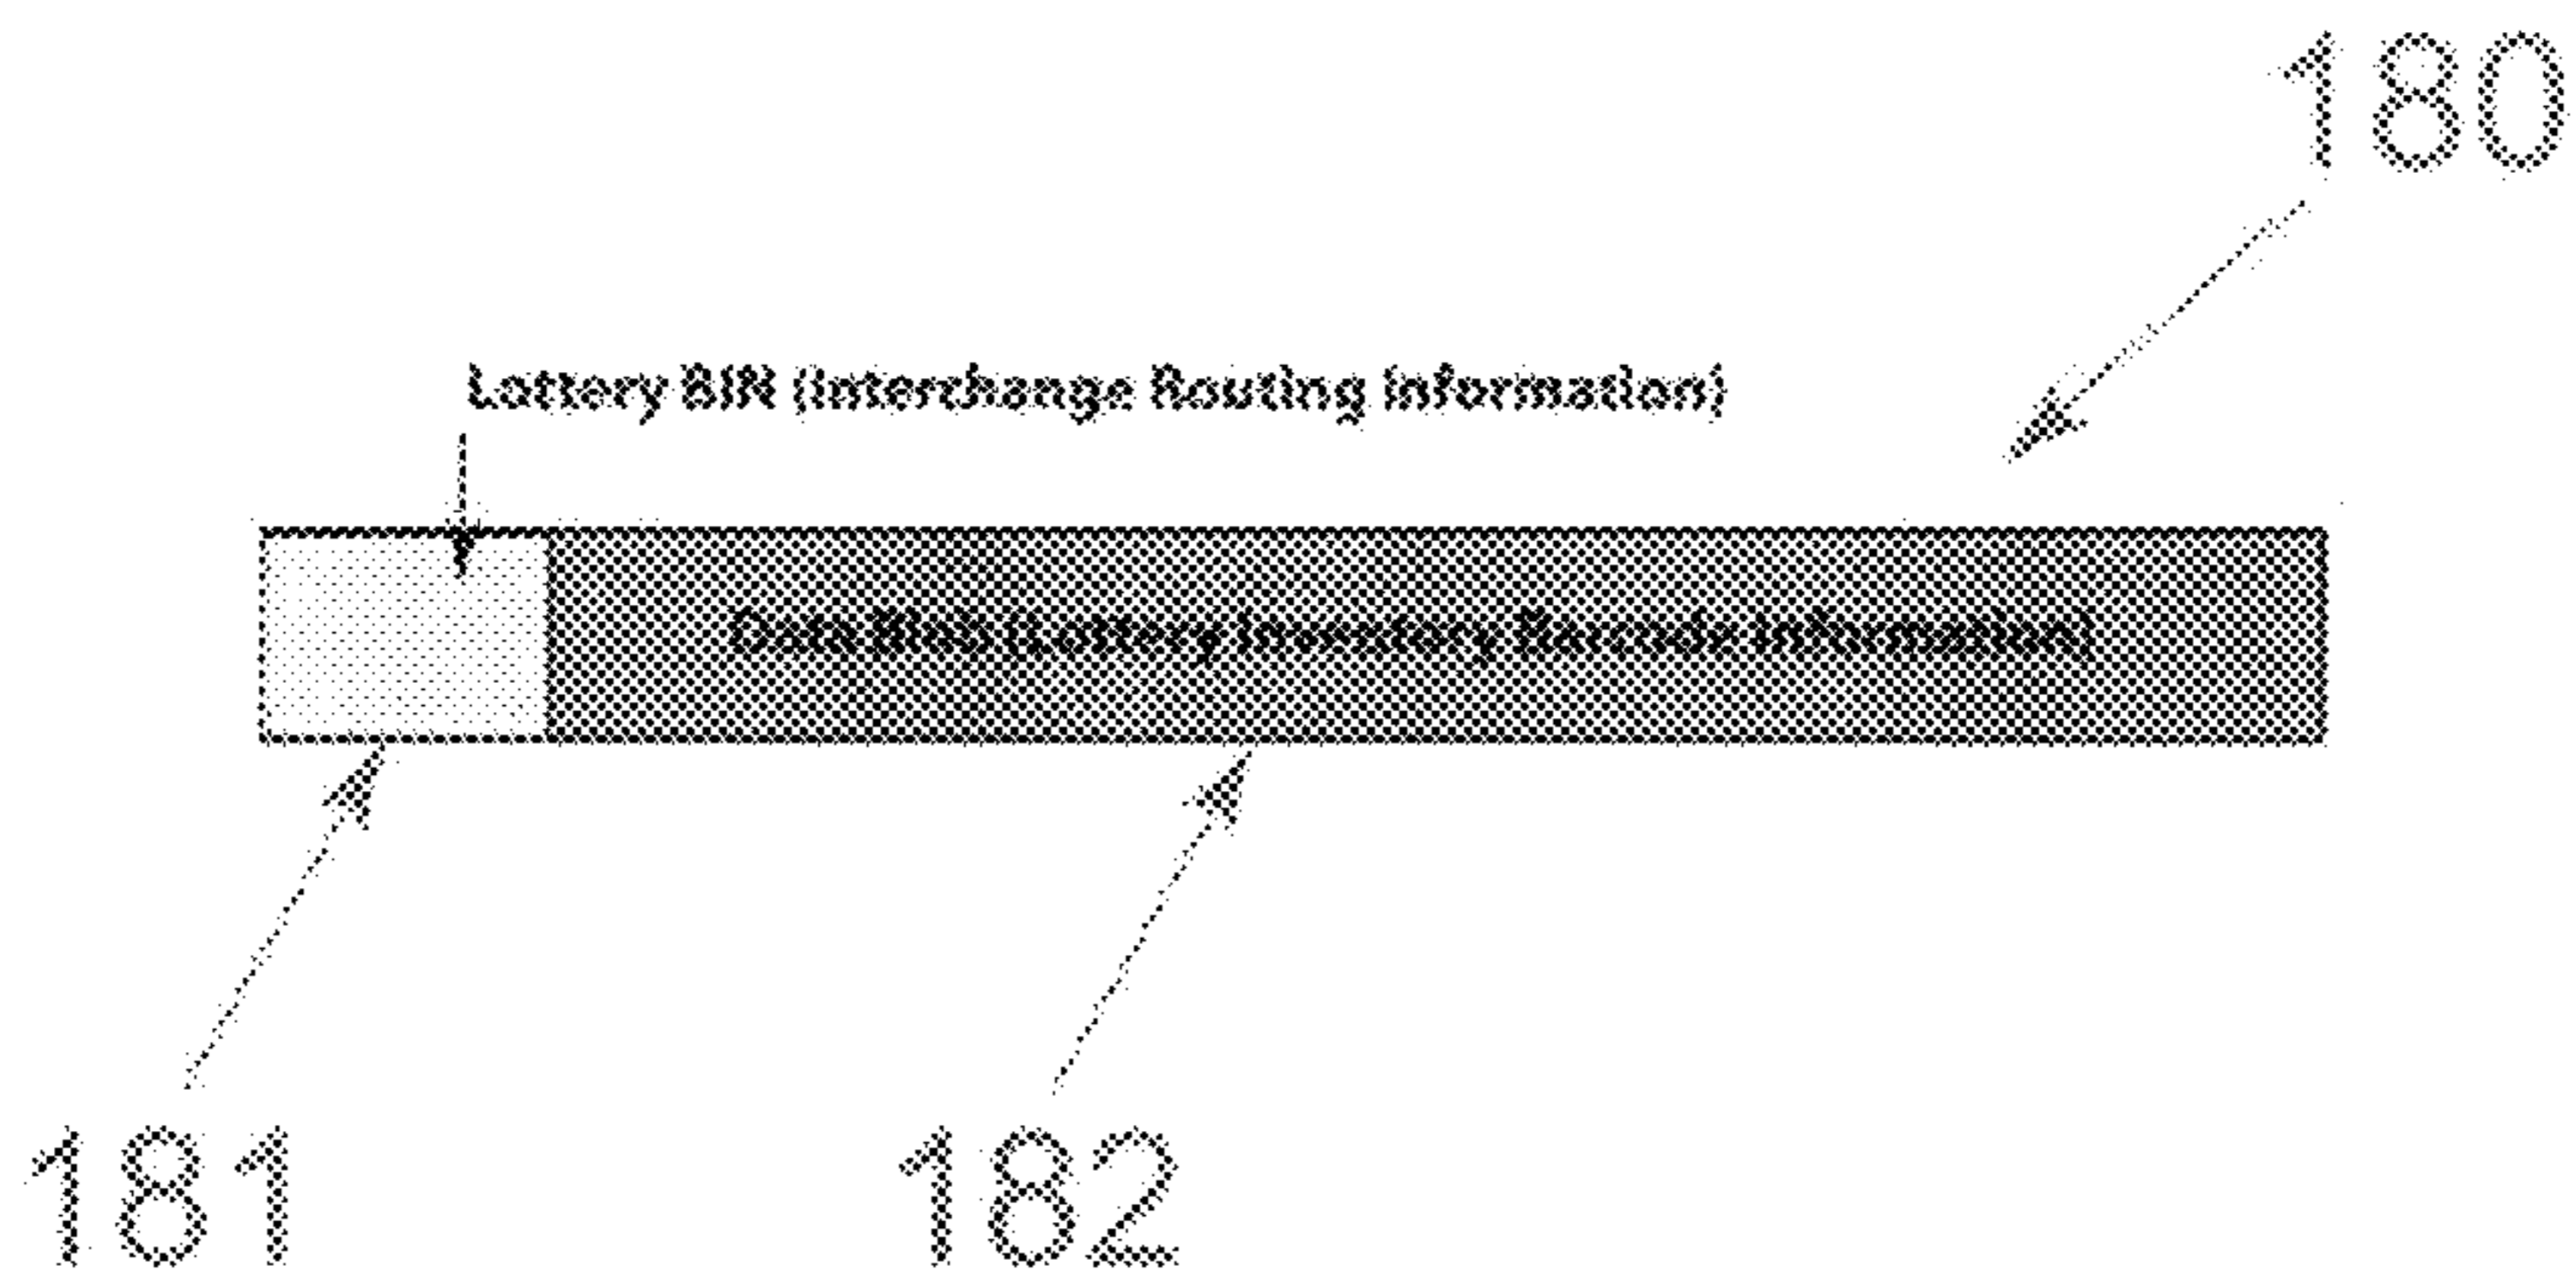 180
Lottery BIN (Interchange Routing Information)
Data Blob (Lottery Inventory Barcode Information)
181
182